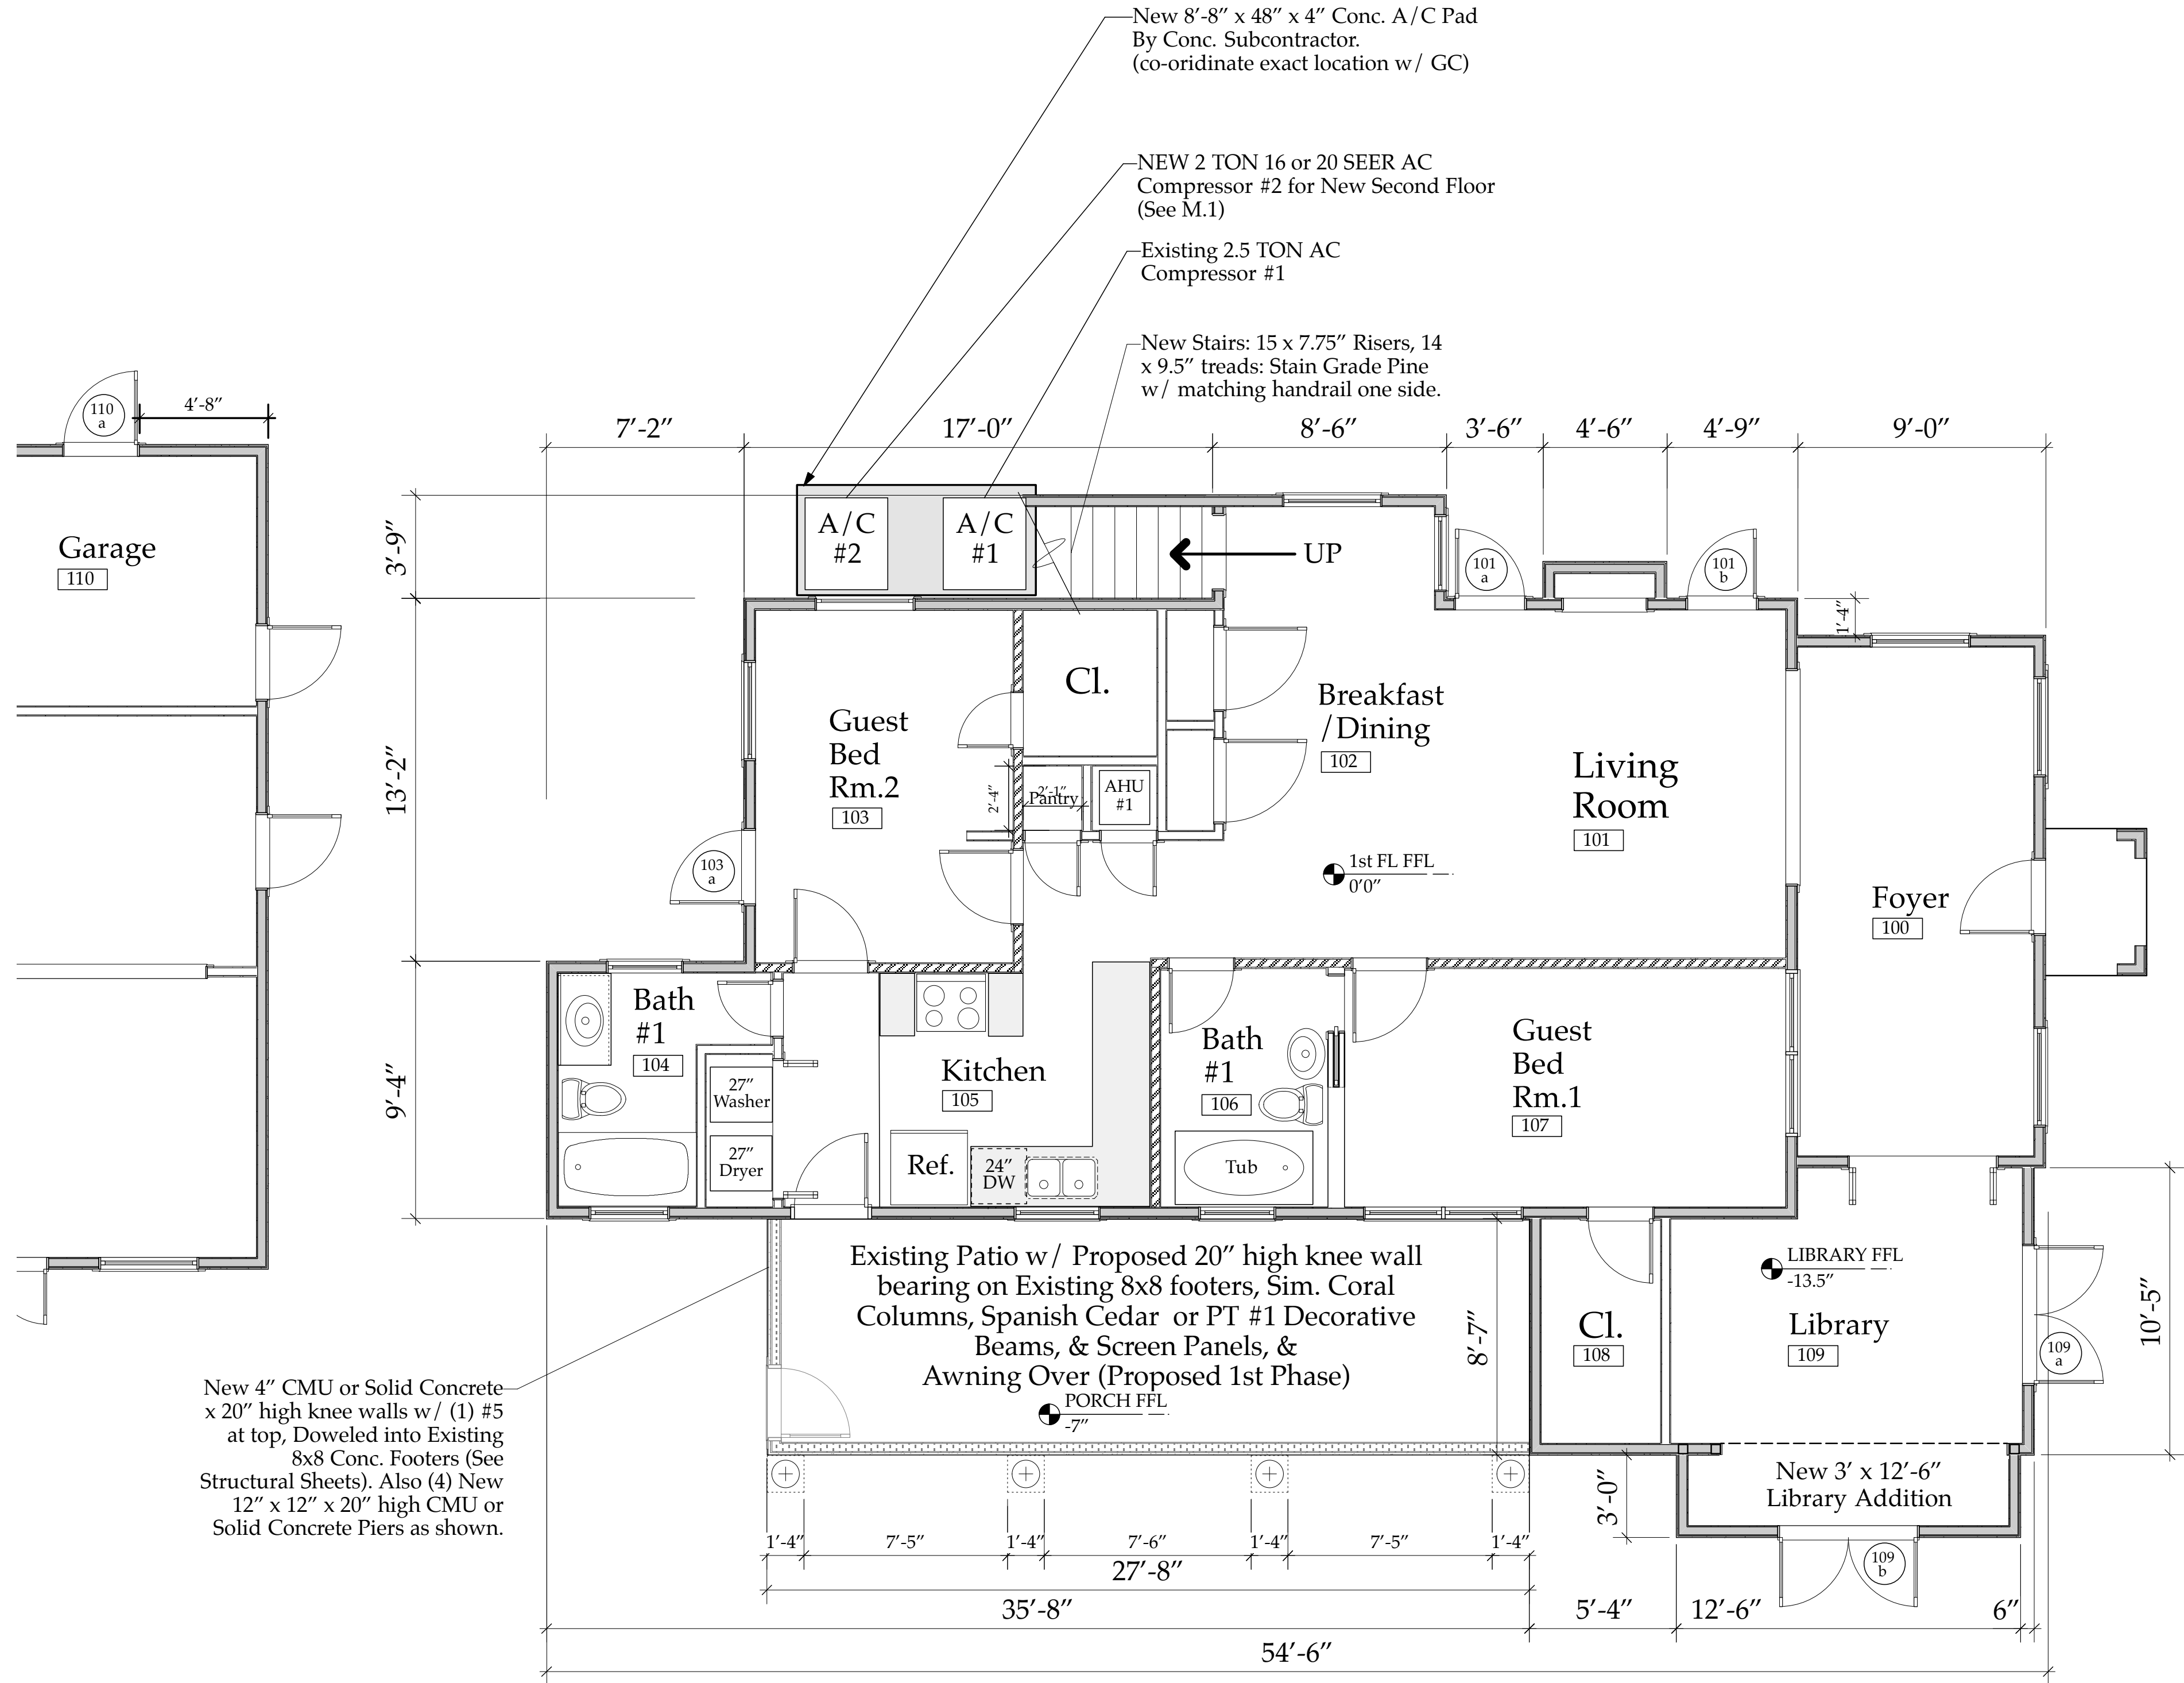 New 8’-8” x 48” x 4” Conc. A/C Pad
By Conc. Subcontractor.
(co-oridinate exact location w/ GC)
NEW 2 TON 16 or 20 SEER AC
Compressor #2 for New Second Floor
(See M.1)
Existing 2.5 TON AC
Compressor #1
New Stairs: 15 x 7.75” Risers, 14
x 9.5” treads: Stain Grade Pine
w/ matching handrail one side.
110
a
4’-8”
7’-2”
17’-0”
8’-6”
3’-6”
4’-6”
4’-9”
9’-0”
Garage
110
3’-9”
A/C
#2
A/C
#1
UP
101
a
101
b
1’-4”
13’-2”
Guest
Bed
Rm.2
103
Cl.
Breakfast
/Dining
102
Living
Room
101
2’-4”
2’-1”
Pantry
AHU
#1
103
a
1st FL FFL
0’0”
Foyer
100
9’-4”
Bath
#1
104
27”
Washer
27”
Dryer
Kitchen
105
Ref.
24”
DW
Bath
#1
106
Tub
Guest
Bed
Rm.1
107
Existing Patio w/ Proposed 20” high knee wall
bearing on Existing 8x8 footers, Sim. Coral
Columns, Spanish Cedar or PT #1 Decorative
Beams, & Screen Panels, &
Awning Over (Proposed 1st Phase)
PORCH FFL
-7”
8’-7”
Cl.
108
LIBRARY FFL
-13.5”
Library
109
109
a
10’-5”
New 4” CMU or Solid Concrete
x 20” high knee walls w/ (1) #5
at top, Doweled into Existing
8x8 Conc. Footers (See
Structural Sheets). Also (4) New
12” x 12” x 20” high CMU or
Solid Concrete Piers as shown.
3’-0”
New 3’ x 12’-6”
Library Addition
109
b
1’-4”
7’-5”
1’-4”
7’-6”
1’-4”
7’-5”
1’-4”
27’-8”
35’-8”
5’-4”
12’-6”
6”
54’-6”